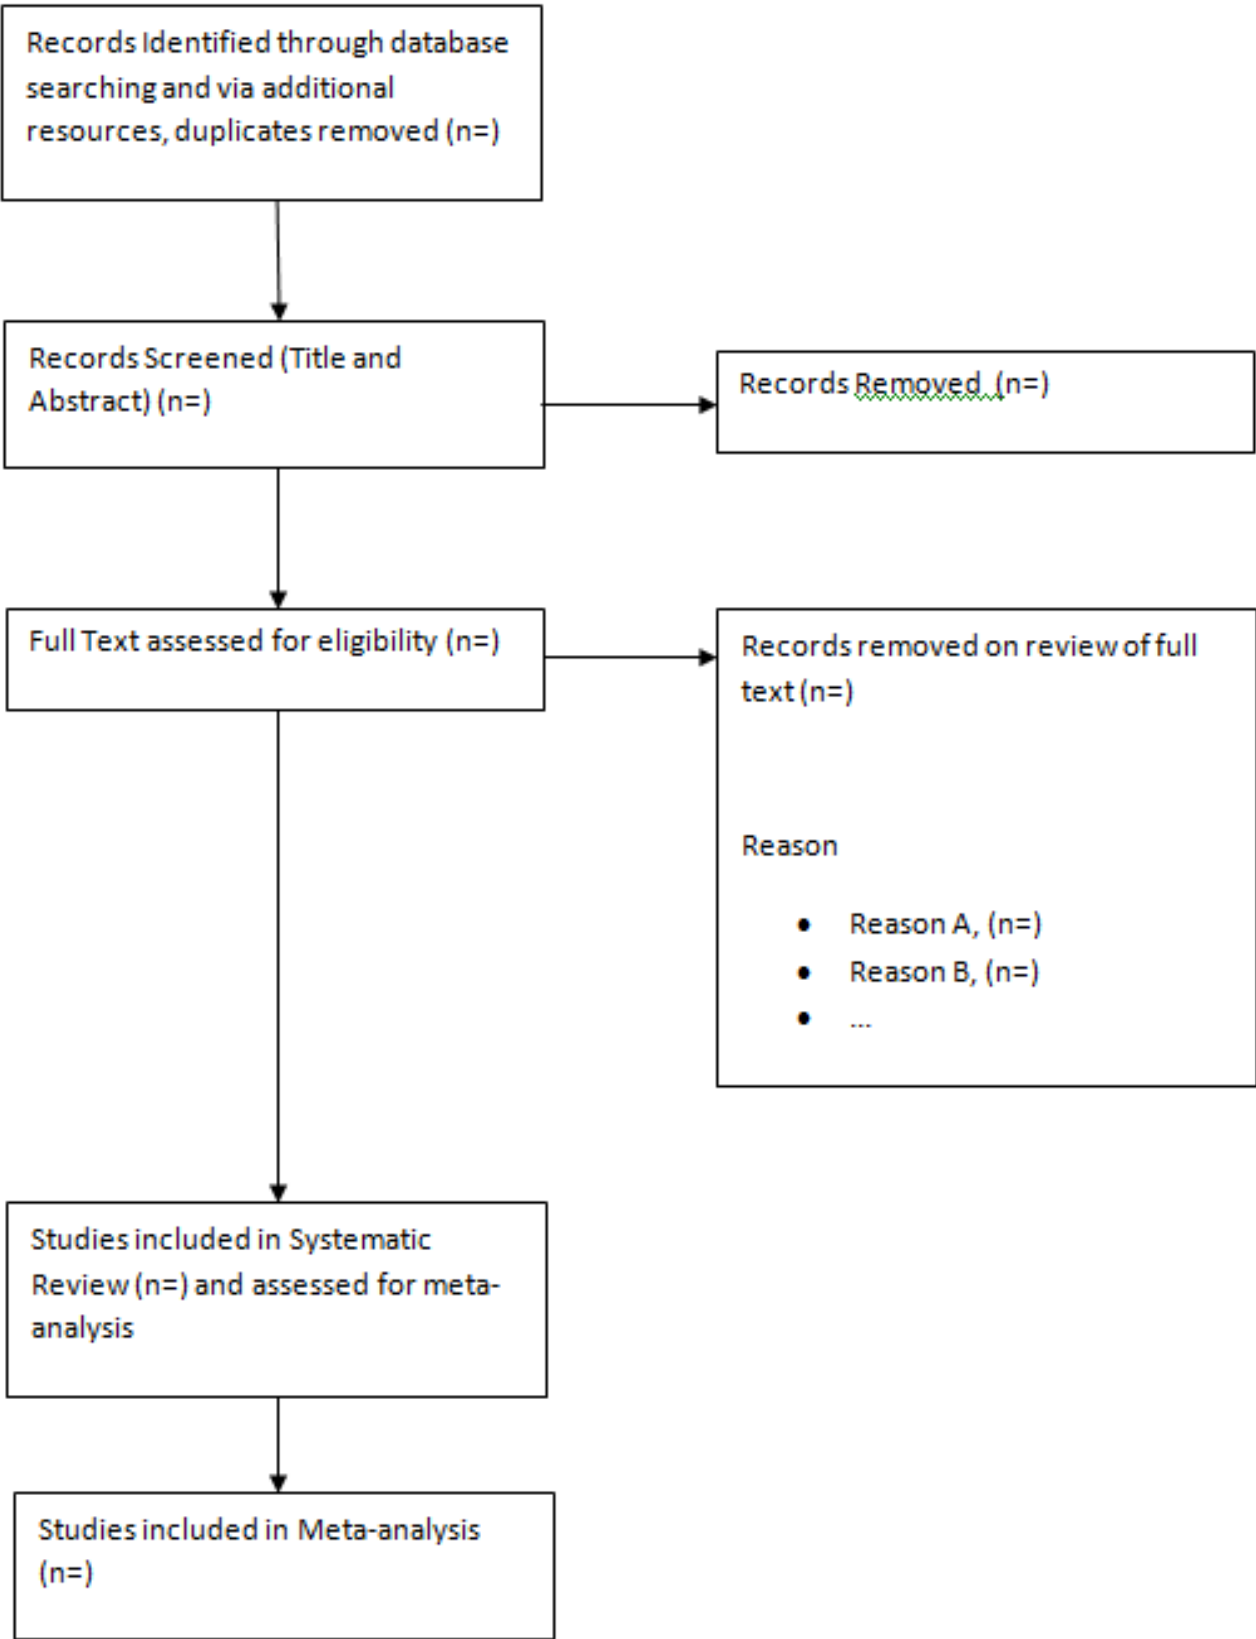 Records Identified through database
searching and via additional
resources, duplicates removed (n=)
Records Screened (Title and
Abstract) (n=)
Records Removed (n=)
Full Text assessed for eligibility (n=)
Records removed on review of full
text (n=)
Reason
• Reason A, (n=)
• Reason B, (n=)
• ...
Studies included in Systematic
Review (n=) and assessed for meta-
analysis
Studies included in Meta-analysis
(n=)